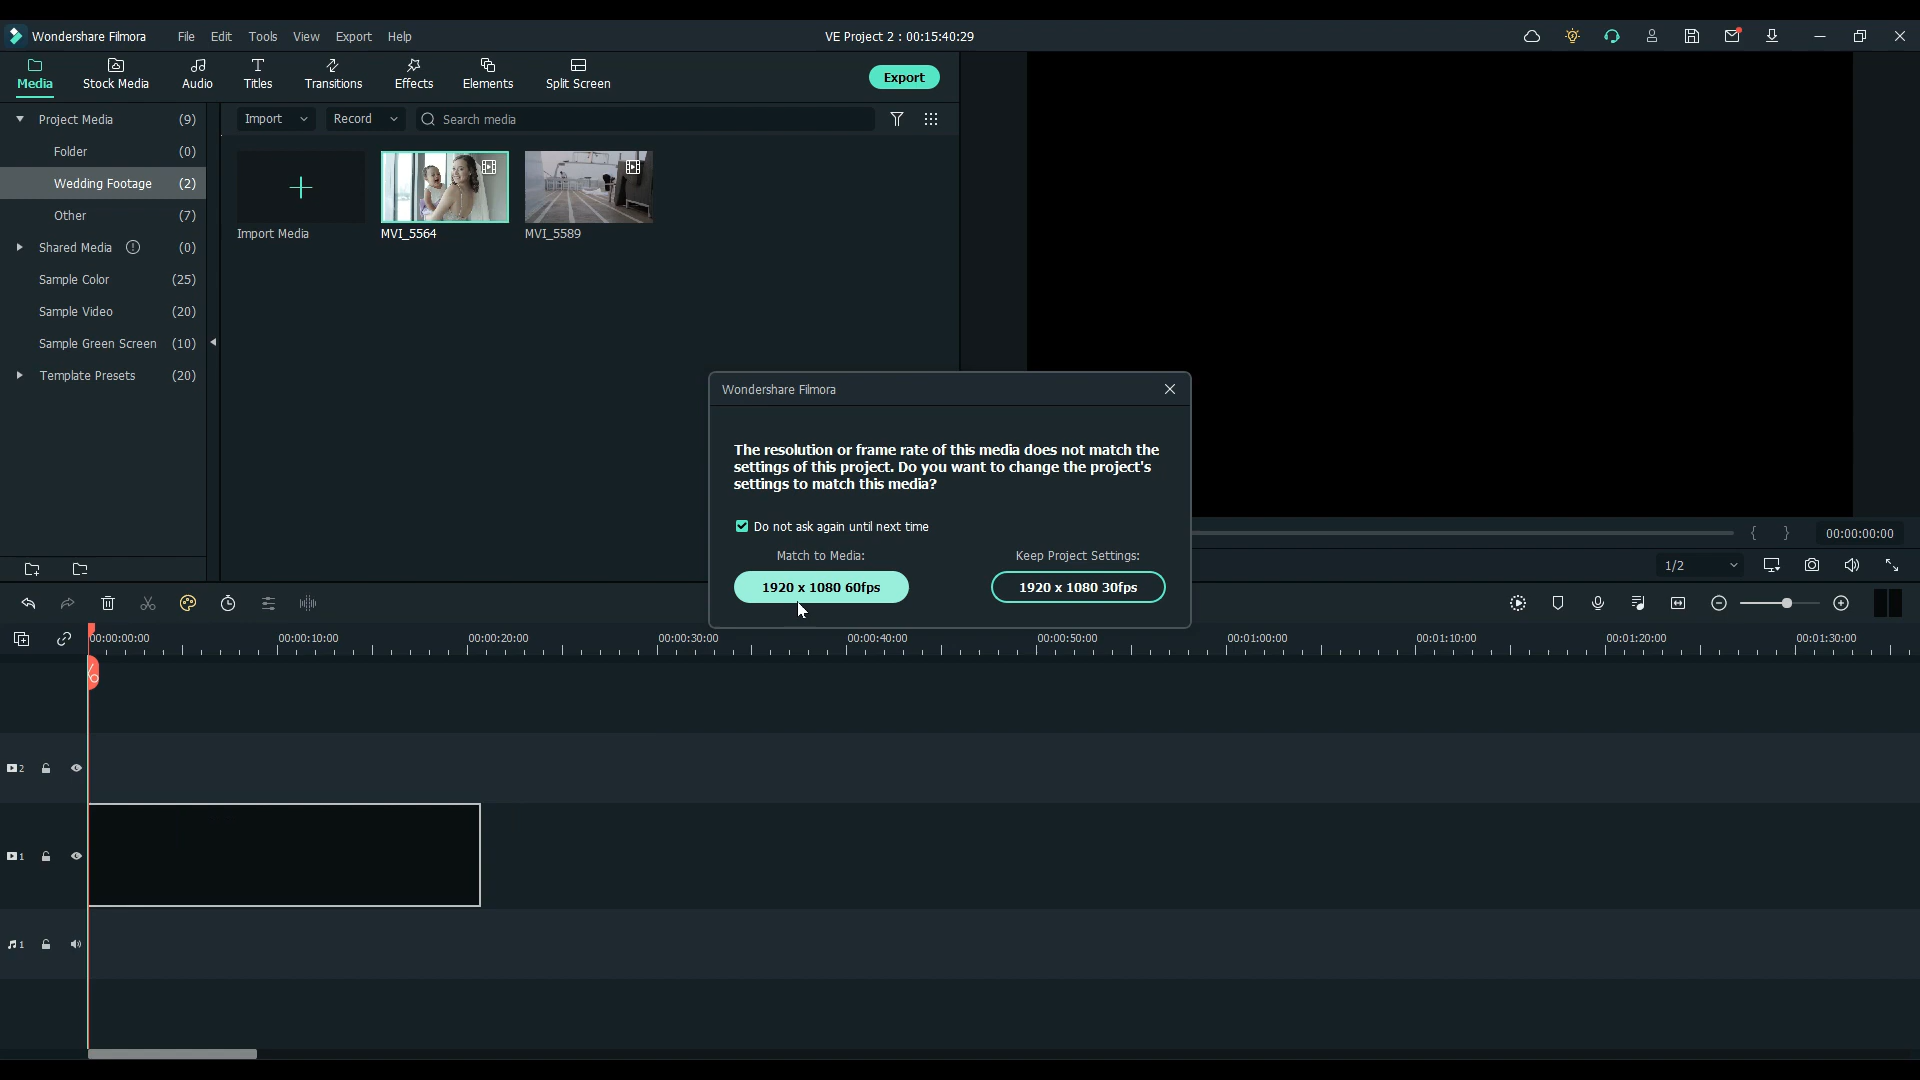 Wondershare Filmora File Edit Tools View Export Help VE Project 2 : 00:15:40:29
Media Stock Media Audio Titles Transitions Effects Elements Split Screen Export
Project Media (9)
Folder (0)
Wedding Footage (2)
Other (7)
Shared Media (0)
Sample Color (25)
Sample Video (20)
Sample Green Screen (10)
Template Presets (20)
Import Record Search media
Import Media MVI_5564 MVI_5589
Wondershare Filmora
The resolution or frame rate of this media does not match the
settings of this project. Do you want to change the project's
settings to match this media?
Do not ask again until next time
Match to Media: Keep Project Settings:
1920 x 1080 60fps 1920 x 1080 30fps
{ } 00:00:00:00
1/2
00:00:00:00 00:00:10:00 00:00:20:00 00:00:30:00 00:00:40:00 00:00:50:00 00:01:00:00 00:01:10:00 00:01:20:00 00:01:30:00
2
1
1